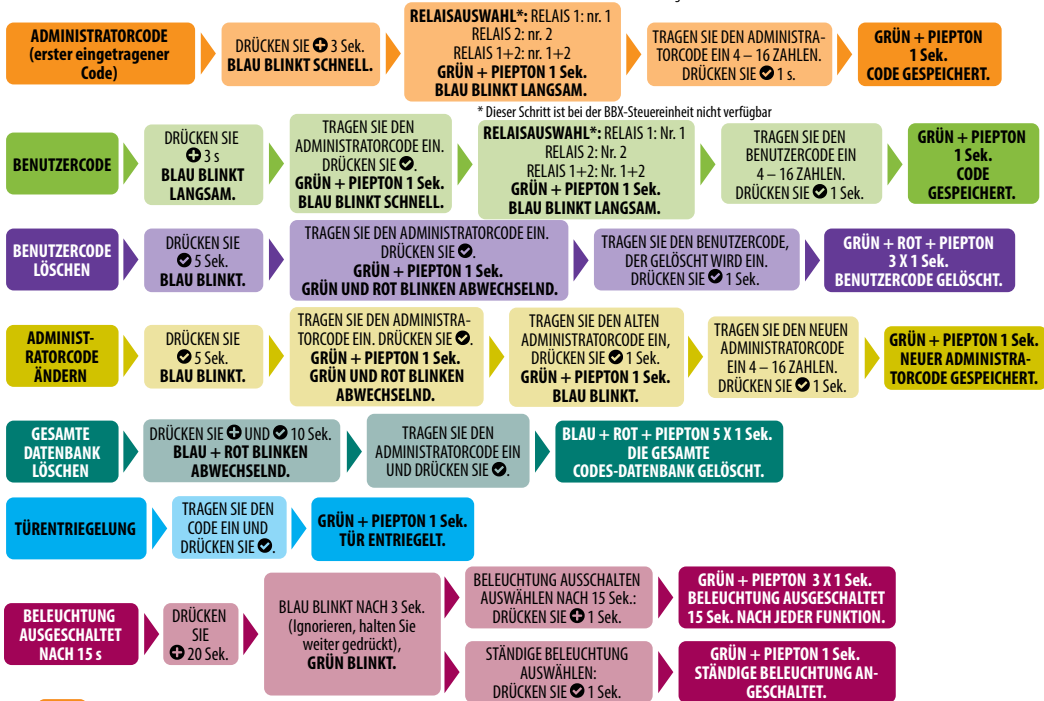 ADMINISTRATORCODE
(erster eingetragener
Code)
DRÜCKEN SIE ➕ 3 Sek.
BLAU BLINKT SCHNELL.
RELAISAUSWAHL*: RELAIS 1: nr. 1
RELAIS 2: nr. 2
RELAIS 1+2: nr. 1+2
GRÜN + PIEPTON 1 Sek.
BLAU BLINKT LANGSAM.
TRAGEN SIE DEN ADMINISTRA-
TORCODE EIN 4 – 16 ZAHLEN.
DRÜCKEN SIE ✔ 1 s.
GRÜN + PIEPTON
1 Sek.
CODE GESPEICHERT.
* Dieser Schritt ist bei der BBX-Steuereinheit nicht verfügbar
BENUTZERCODE
DRÜCKEN SIE
➕ 3 s
BLAU BLINKT
LANGSAM.
TRAGEN SIE DEN
ADMINISTRATORCODE EIN.
DRÜCKEN SIE ✔.
GRÜN + PIEPTON 1 Sek.
BLAU BLINKT SCHNELL.
RELAISAUSWAHL*: RELAIS 1: Nr. 1
RELAIS 2: Nr. 2
RELAIS 1+2: Nr. 1+2
GRÜN + PIEPTON 1 Sek.
BLAU BLINKT LANGSAM.
TRAGEN SIE DEN
BENUTZERCODE EIN
4 – 16 ZAHLEN.
DRÜCKEN SIE ✔ 1 Sek.
GRÜN + PIEPTON
1 Sek.
CODE
GESPEICHERT.
BENUTZERCODE
LÖSCHEN
DRÜCKEN SIE
✔ 5 Sek.
BLAU BLINKT.
TRAGEN SIE DEN ADMINISTRATORCODE EIN.
DRÜCKEN SIE ✔.
GRÜN + PIEPTON 1 Sek.
GRÜN UND ROT BLINKEN ABWECHSELND.
TRAGEN SIE DEN BENUTZERCODE,
DER GELÖSCHT WIRD EIN.
DRÜCKEN SIE ✔ 1 Sek.
GRÜN + ROT + PIEPTON
3 X 1 Sek.
BENUTZERCODE GELÖSCHT.
ADMINIST-
RATORCODE
ÄNDERN
DRÜCKEN SIE
✔ 5 Sek.
BLAU BLINKT.
TRAGEN SIE DEN ADMINISTRA-
TORCODE EIN. DRÜCKEN SIE ✔.
GRÜN + PIEPTON 1 Sek.
GRÜN UND ROT BLINKEN
ABWECHSELND.
TRAGEN SIE DEN ALTEN
ADMINISTRATORCODE EIN,
DRÜCKEN SIE ✔ 1 Sek.
GRÜN + PIEPTON 1 Sek.
BLAU BLINKT.
TRAGEN SIE DEN NEUEN
ADMINISTRATORCODE
EIN 4 – 16 ZAHLEN.
DRÜCKEN SIE ✔ 1 Sek.
GRÜN + PIEPTON 1 Sek.
NEUER ADMINISTRA-
TORCODE GESPEICHERT.
GESAMTE
DATENBANK
LÖSCHEN
DRÜCKEN SIE ➕ UND ✔ 10 Sek.
BLAU + ROT BLINKEN
ABWECHSELND.
TRAGEN SIE DEN
ADMINISTRATORCODE EIN
UND DRÜCKEN SIE ✔.
BLAU + ROT + PIEPTON 5 X 1 Sek.
DIE GESAMTE
CODES-DATENBANK GELÖSCHT.
TÜRENTRIEGELUNG
TRAGEN SIE DEN
CODE EIN UND
DRÜCKEN SIE ✔.
GRÜN + PIEPTON 1 Sek.
TÜR ENTRIEGELT.
BELEUCHTUNG
AUSGESCHALTET
NACH 15 s
DRÜCKEN
SIE
➕ 20 Sek.
BLAU BLINKT NACH 3 Sek.
(Ignorieren, halten Sie
weiter gedrückt),
GRÜN BLINKT.
BELEUCHTUNG AUSSCHALTEN
AUSWÄHLEN NACH 15 Sek.:
DRÜCKEN SIE ➕ 1 Sek.
GRÜN + PIEPTON 3 X 1 Sek.
BELEUCHTUNG AUSGESCHALTET
15 Sek. NACH JEDER FUNKTION.
STÄNDIGE BELEUCHTUNG
AUSWÄHLEN:
DRÜCKEN SIE ✔ 1 Sek.
GRÜN + PIEPTON 1 Sek.
STÄNDIGE BELEUCHTUNG AN-
GESCHALTET.